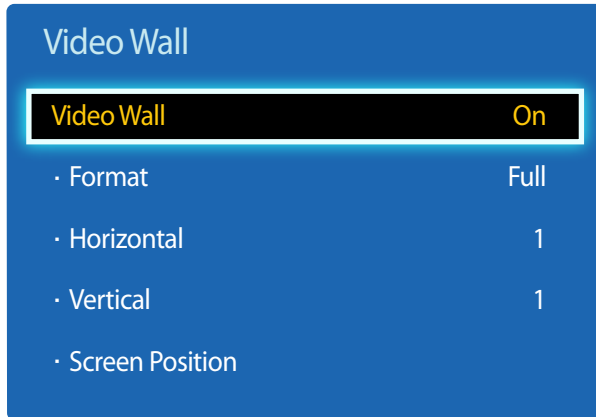 Video Wall
Video Wall On
· Format Full
· Horizontal 1
· Vertical 1
· Screen Position